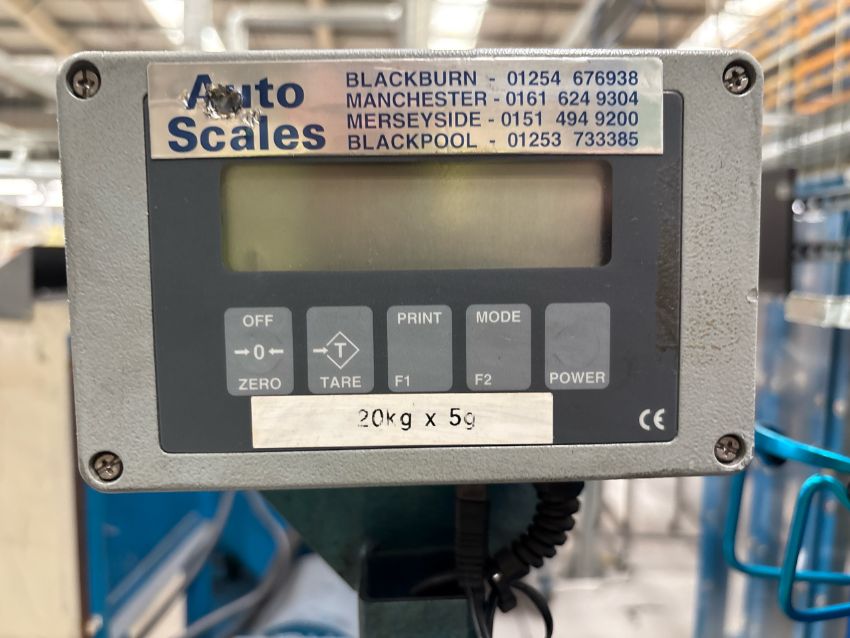 Auto Scales
BLACKBURN - 01254 676938
MANCHESTER - 0161 624 9304
MERSEYSIDE - 0151 494 9200
BLACKPOOL - 01253 733385
OFF
→0←
ZERO
→T
TARE
PRINT
F1
MODE
F2
POWER
20kg x 5g
CE